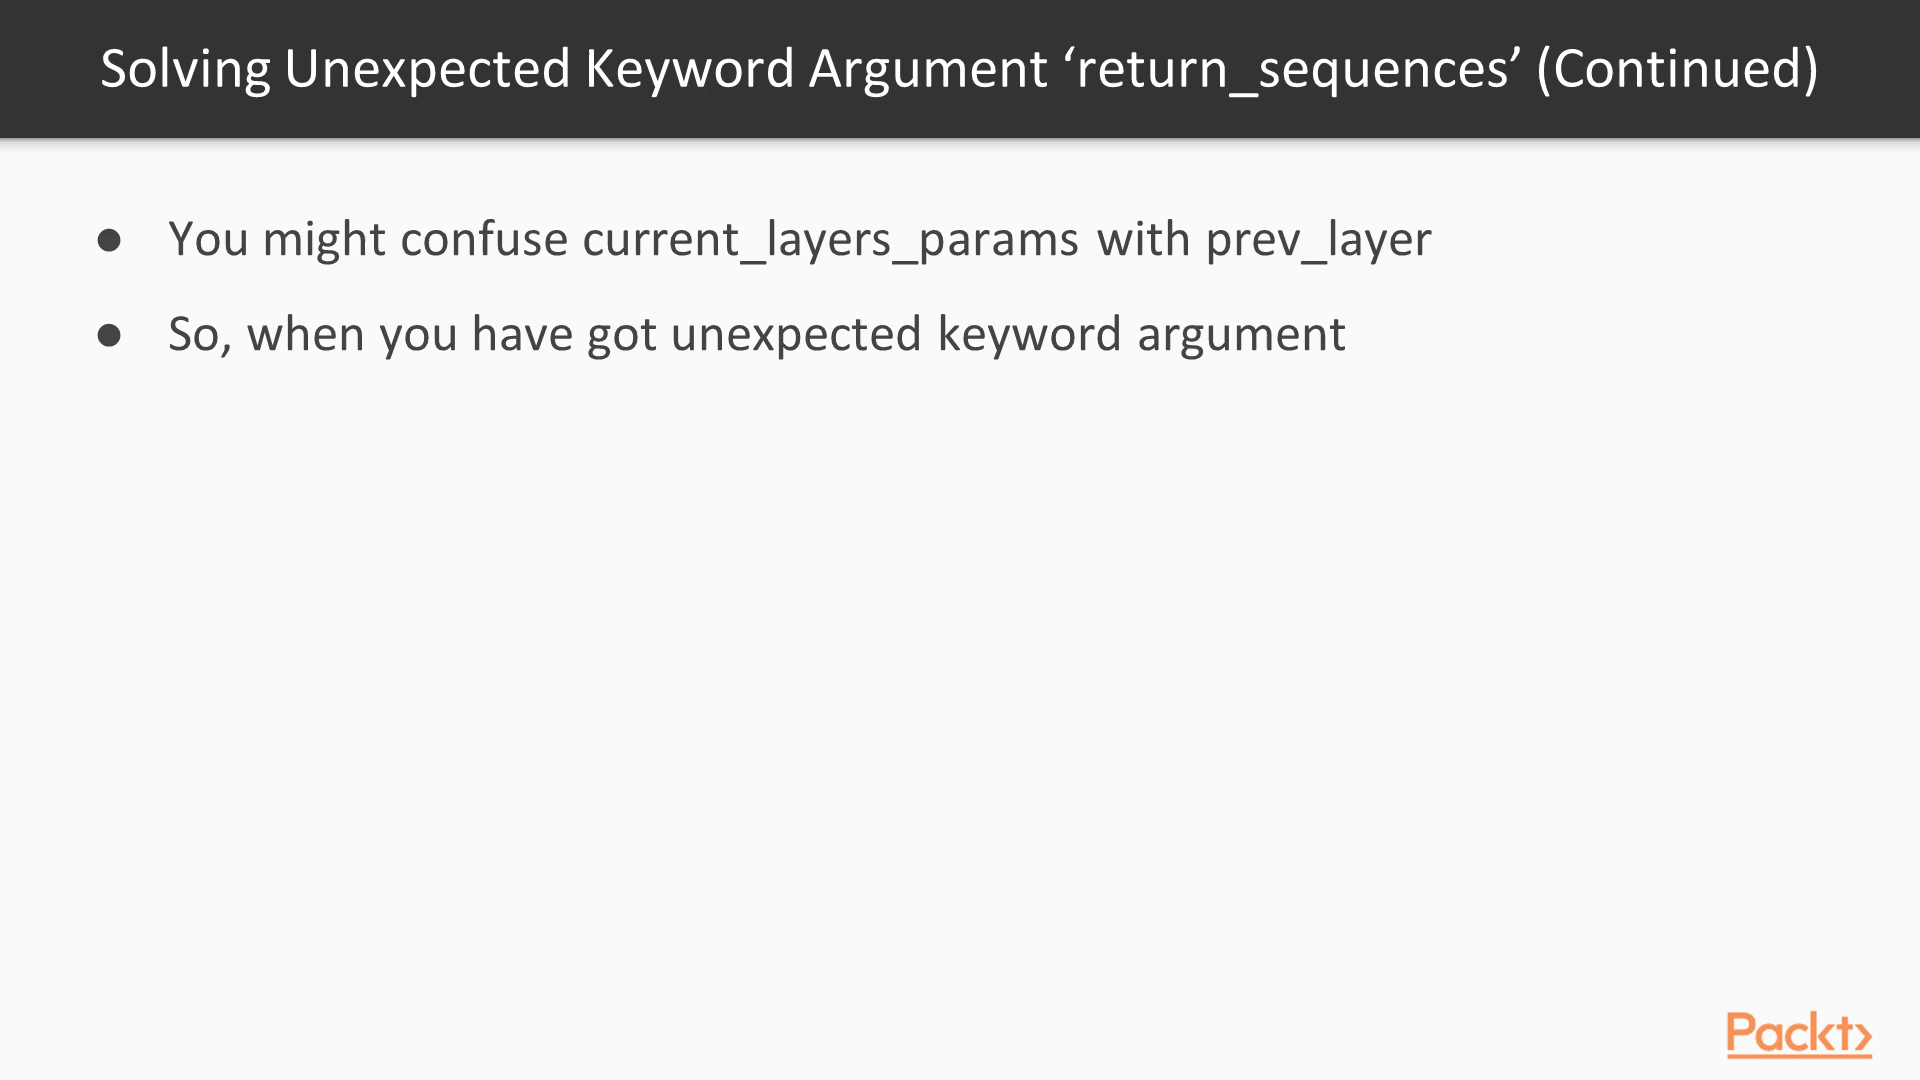 Solving Unexpected Keyword Argument ‘return_sequences’ (Continued)
● You might confuse current_layers_params with prev_layer
● So, when you have got unexpected keyword argument
Packt>